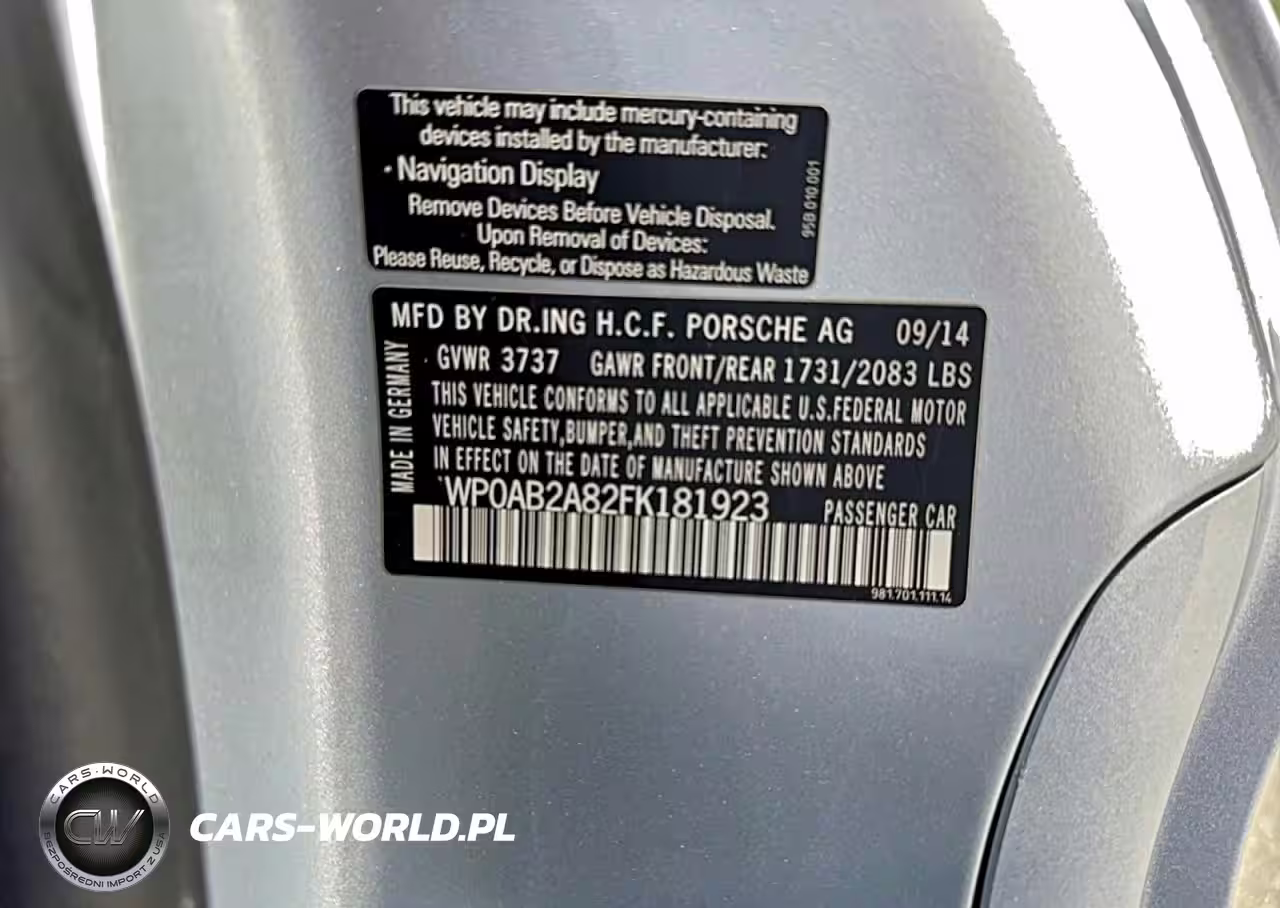 This vehicle may include mercury-containing
devices installed by the manufacturer:
· Navigation Display
Remove Devices Before Vehicle Disposal.
Upon Removal of Devices:
Please Reuse, Recycle, or Dispose as Hazardous Waste
95B.010.001
MFD BY DR.ING H.C.F. PORSCHE AG 09/14
GVWR 3737 GAWR FRONT/REAR 1731/2083 LBS
THIS VEHICLE CONFORMS TO ALL APPLICABLE U.S.FEDERAL MOTOR
VEHICLE SAFETY,BUMPER,AND THEFT PREVENTION STANDARDS
IN EFFECT ON THE DATE OF MANUFACTURE SHOWN ABOVE
WP0AB2A82FK181923 PASSENGER CAR
MADE IN GERMANY
981.701.111.14
CARS-WORLD
CW
BEZPOŚREDNI IMPORT Z USA
CARS-WORLD.PL